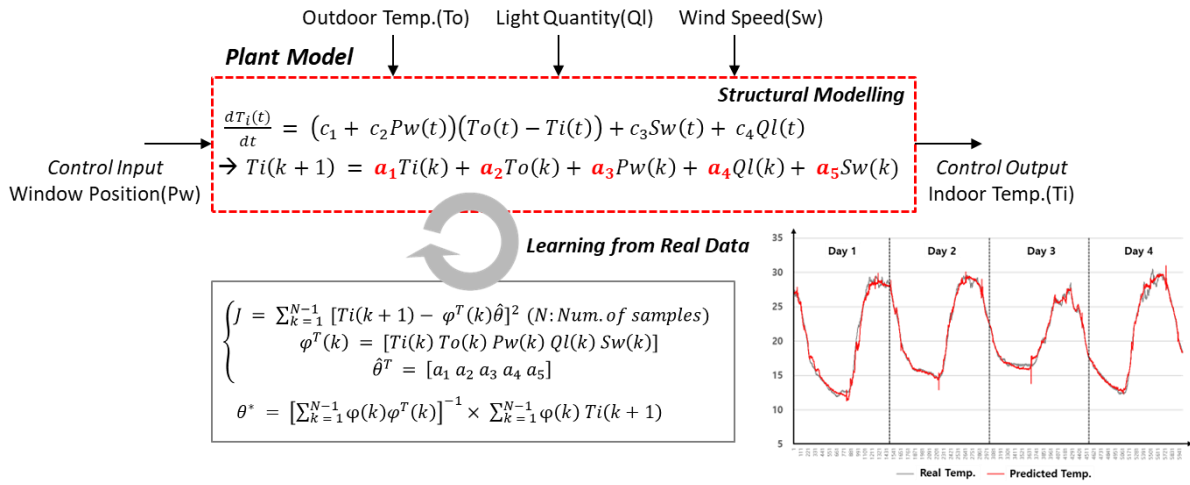 Outdoor Temp.(To) Light Quantity(Ql) Wind Speed(Sw)
Plant Model
Structural Modelling
dTi(t)/dt = (c₁ + c₂Pw(t))(To(t) − Ti(t)) + c₃Sw(t) + c₄Ql(t)
→ Ti(k + 1) = a₁Ti(k) + a₂To(k) + a₃Pw(k) + a₄Ql(k) + a₅Sw(k)
Control Input
Window Position(Pw)
Control Output
Indoor Temp.(Ti)
Learning from Real Data
J = ∑_{k=1}^{N−1} [Ti(k + 1) − φᵀ(k)θ̂]² (N: Num. of samples)
φᵀ(k) = [Ti(k) To(k) Pw(k) Ql(k) Sw(k)]
θ̂ᵀ = [a₁ a₂ a₃ a₄ a₅]
θ* = [∑_{k=1}^{N−1} φ(k)φᵀ(k)]⁻¹ × ∑_{k=1}^{N−1} φ(k) Ti(k + 1)
Day 1 Day 2 Day 3 Day 4
35
30
25
20
15
10
5
Real Temp. Predicted Temp.